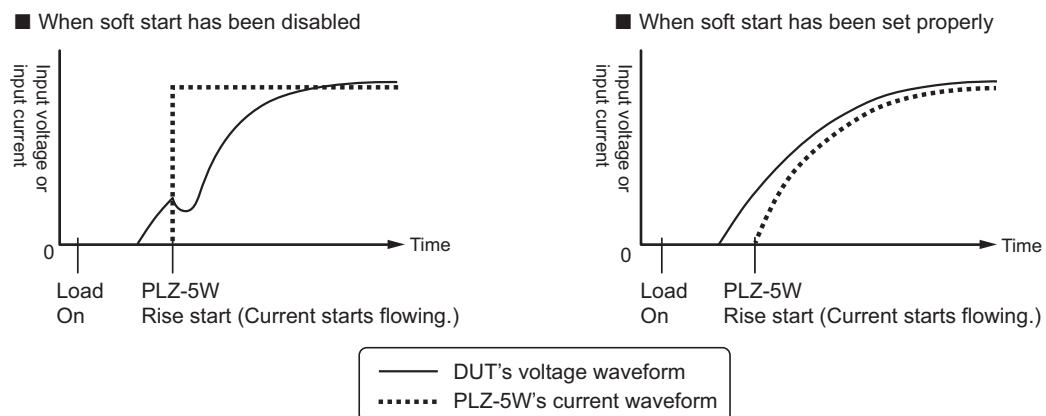 ■ When soft start has been disabled
Input voltage or
input current
0
Time
Load
On
PLZ-5W
Rise start (Current starts flowing.)
■ When soft start has been set properly
Input voltage or
input current
0
Time
Load
On
PLZ-5W
Rise start (Current starts flowing.)
DUT's voltage waveform
PLZ-5W's current waveform